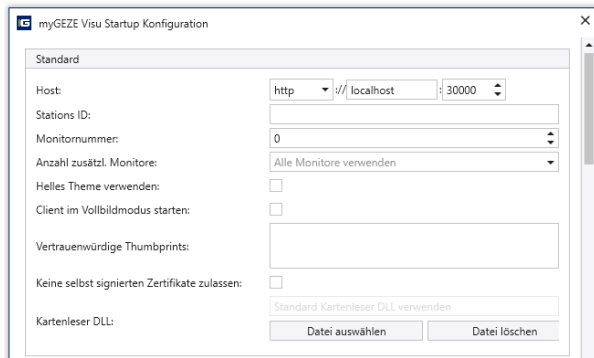 myGEZE Visu Startup Konfiguration
Standard
Host: http :// localhost : 30000
Stations ID:
Monitornummer: 0
Anzahl zusätzl. Monitore: Alle Monitore verwenden
Helles Theme verwenden:
Client im Vollbildmodus starten:
Vertrauenwürdige Thumbprints:
Keine selbst signierten Zertifikate zulassen:
Standard Kartenleser DLL verwenden
Kartenleser DLL:
Datei auswählen Datei löschen